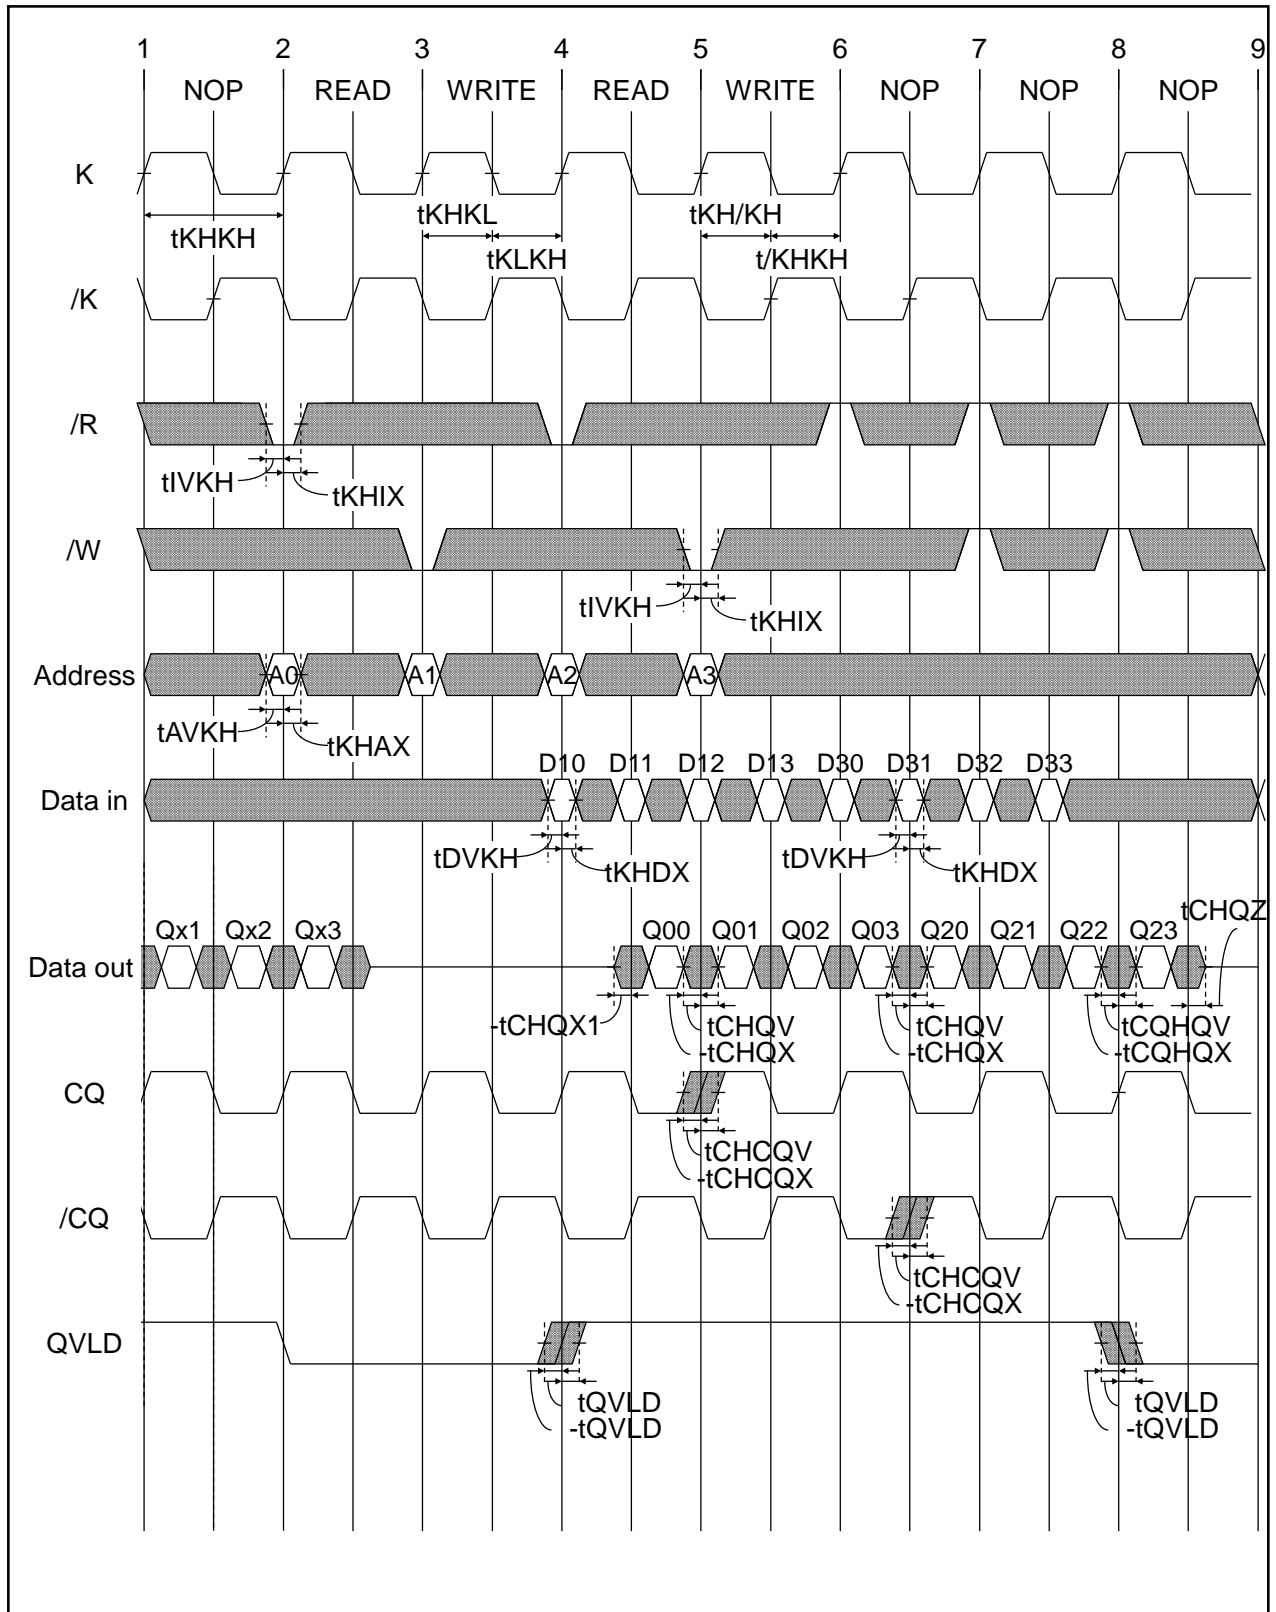 1 2 3 4 5 6 7 8 9
NOP READ WRITE READ WRITE NOP NOP NOP
K
tKHKL tKH/KH
tKHKH tKLKH t/KHKH
/K
/R
tIVKH tKHIX
/W
tIVKH tKHIX
Address A0 A1 A2 A3
tAVKH tKHAX
D10 D11 D12 D13 D30 D31 D32 D33
Data in
tDVKH tKHDX tDVKH tKHDX
tCHQZ
Qx1 Qx2 Qx3 Q00 Q01 Q02 Q03 Q20 Q21 Q22 Q23
Data out
-tCHQX1 tCHQV tCHQV tCQHQV
-tCHQX -tCHQX -tCQHQX
CQ
tCHCQV
-tCHCQX
/CQ
tCHCQV
-tCHCQX
QVLD
tQVLD tQVLD
-tQVLD -tQVLD